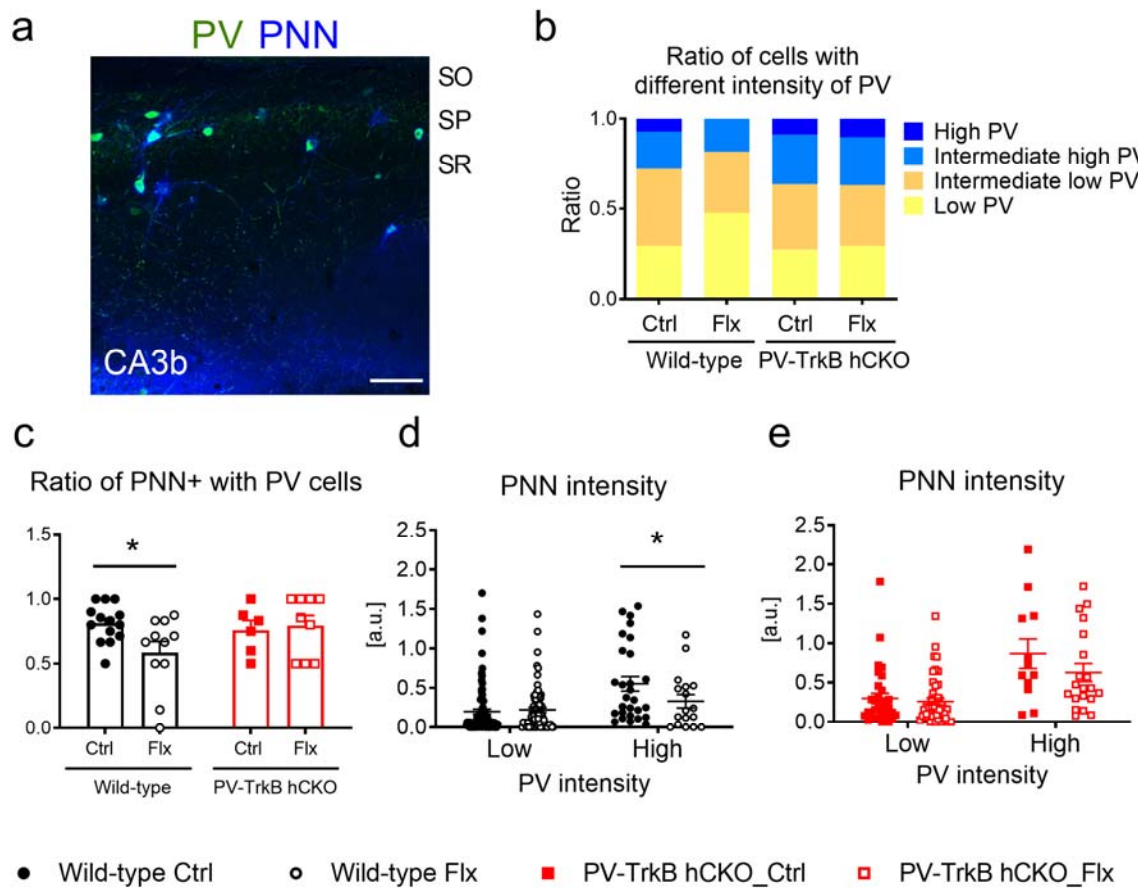 a
PV PNN
SO
SP
SR
CA3b
b
Ratio of cells with
different intensity of PV
Ratio
1.0
0.5
0.0
Ctrl Flx Ctrl Flx
Wild-type PV-TrkB hCKO
High PV
Intermediate high PV
Intermediate low PV
Low PV
c
Ratio of PNN+ with PV cells
1.5
1.0
0.5
0.0
*
Ctrl Flx Ctrl Flx
Wild-type PV-TrkB hCKO
d
PNN intensity
[a.u.]
2.5
2.0
1.5
1.0
0.5
0.0
*
Low High
PV intensity
e
PNN intensity
[a.u.]
2.5
2.0
1.5
1.0
0.5
0.0
Low High
PV intensity
Wild-type Ctrl Wild-type Flx PV-TrkB hCKO_Ctrl PV-TrkB hCKO_Flx